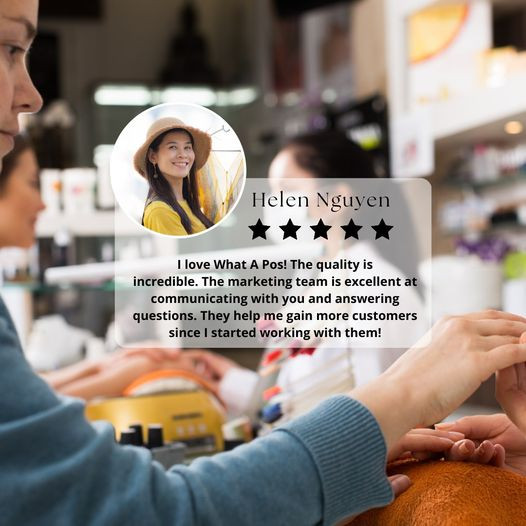 Helen Nguyen
I love What A Pos! The quality is
incredible. The marketing team is excellent at
communicating with you and answering
questions. They help me gain more customers
since I started working with them!